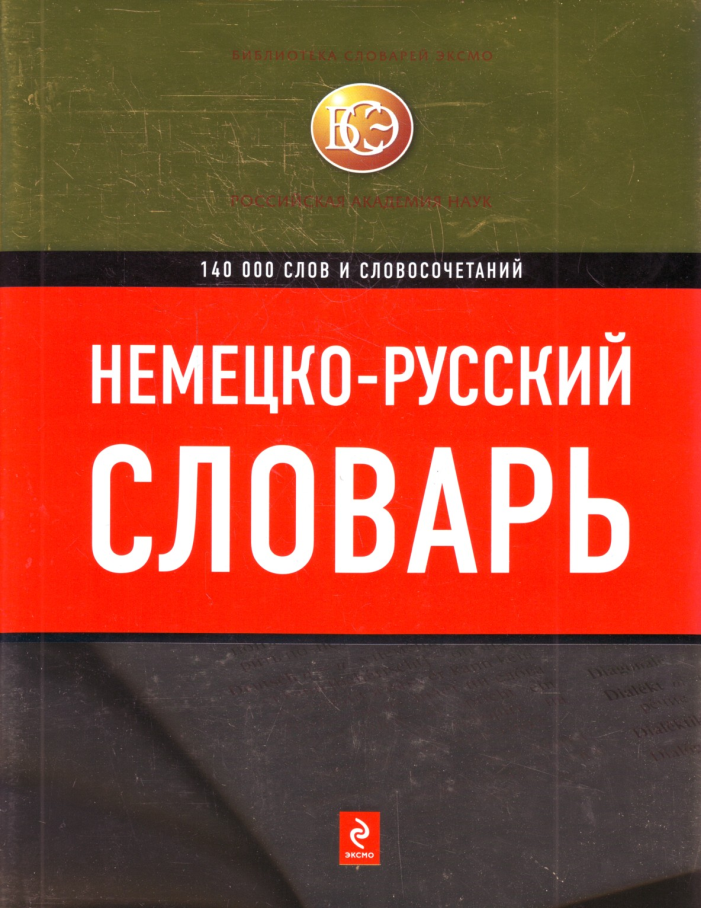 БИБЛИОТЕКА СЛОВАРЕЙ ЭКСМО
БСЭ
РОССИЙСКАЯ АКАДЕМИЯ НАУК
140 000 СЛОВ И СЛОВОСОЧЕТАНИЙ
НЕМЕЦКО-РУССКИЙ
СЛОВАРЬ
Dialekt
ЭКСМО